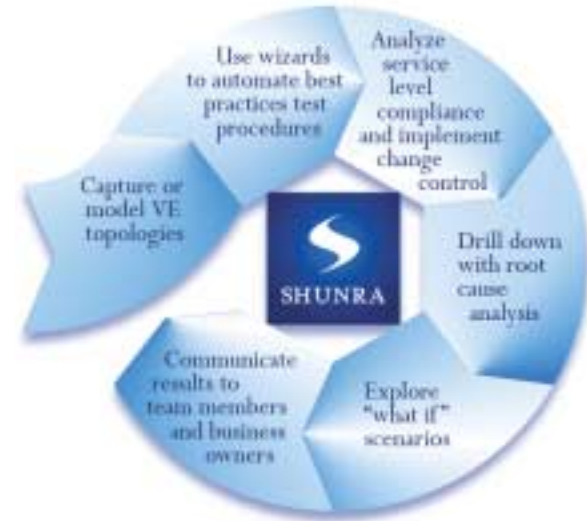 Capture or
model VE
topologies
Use wizards
to automate best
practices test
procedures
Analyze
service
level
compliance
and implement
change
control
Drill down
with root
cause
analysis
Explore
"what if"
scenarios
Communicate
results to
team members
and business
owners
SHUNRA